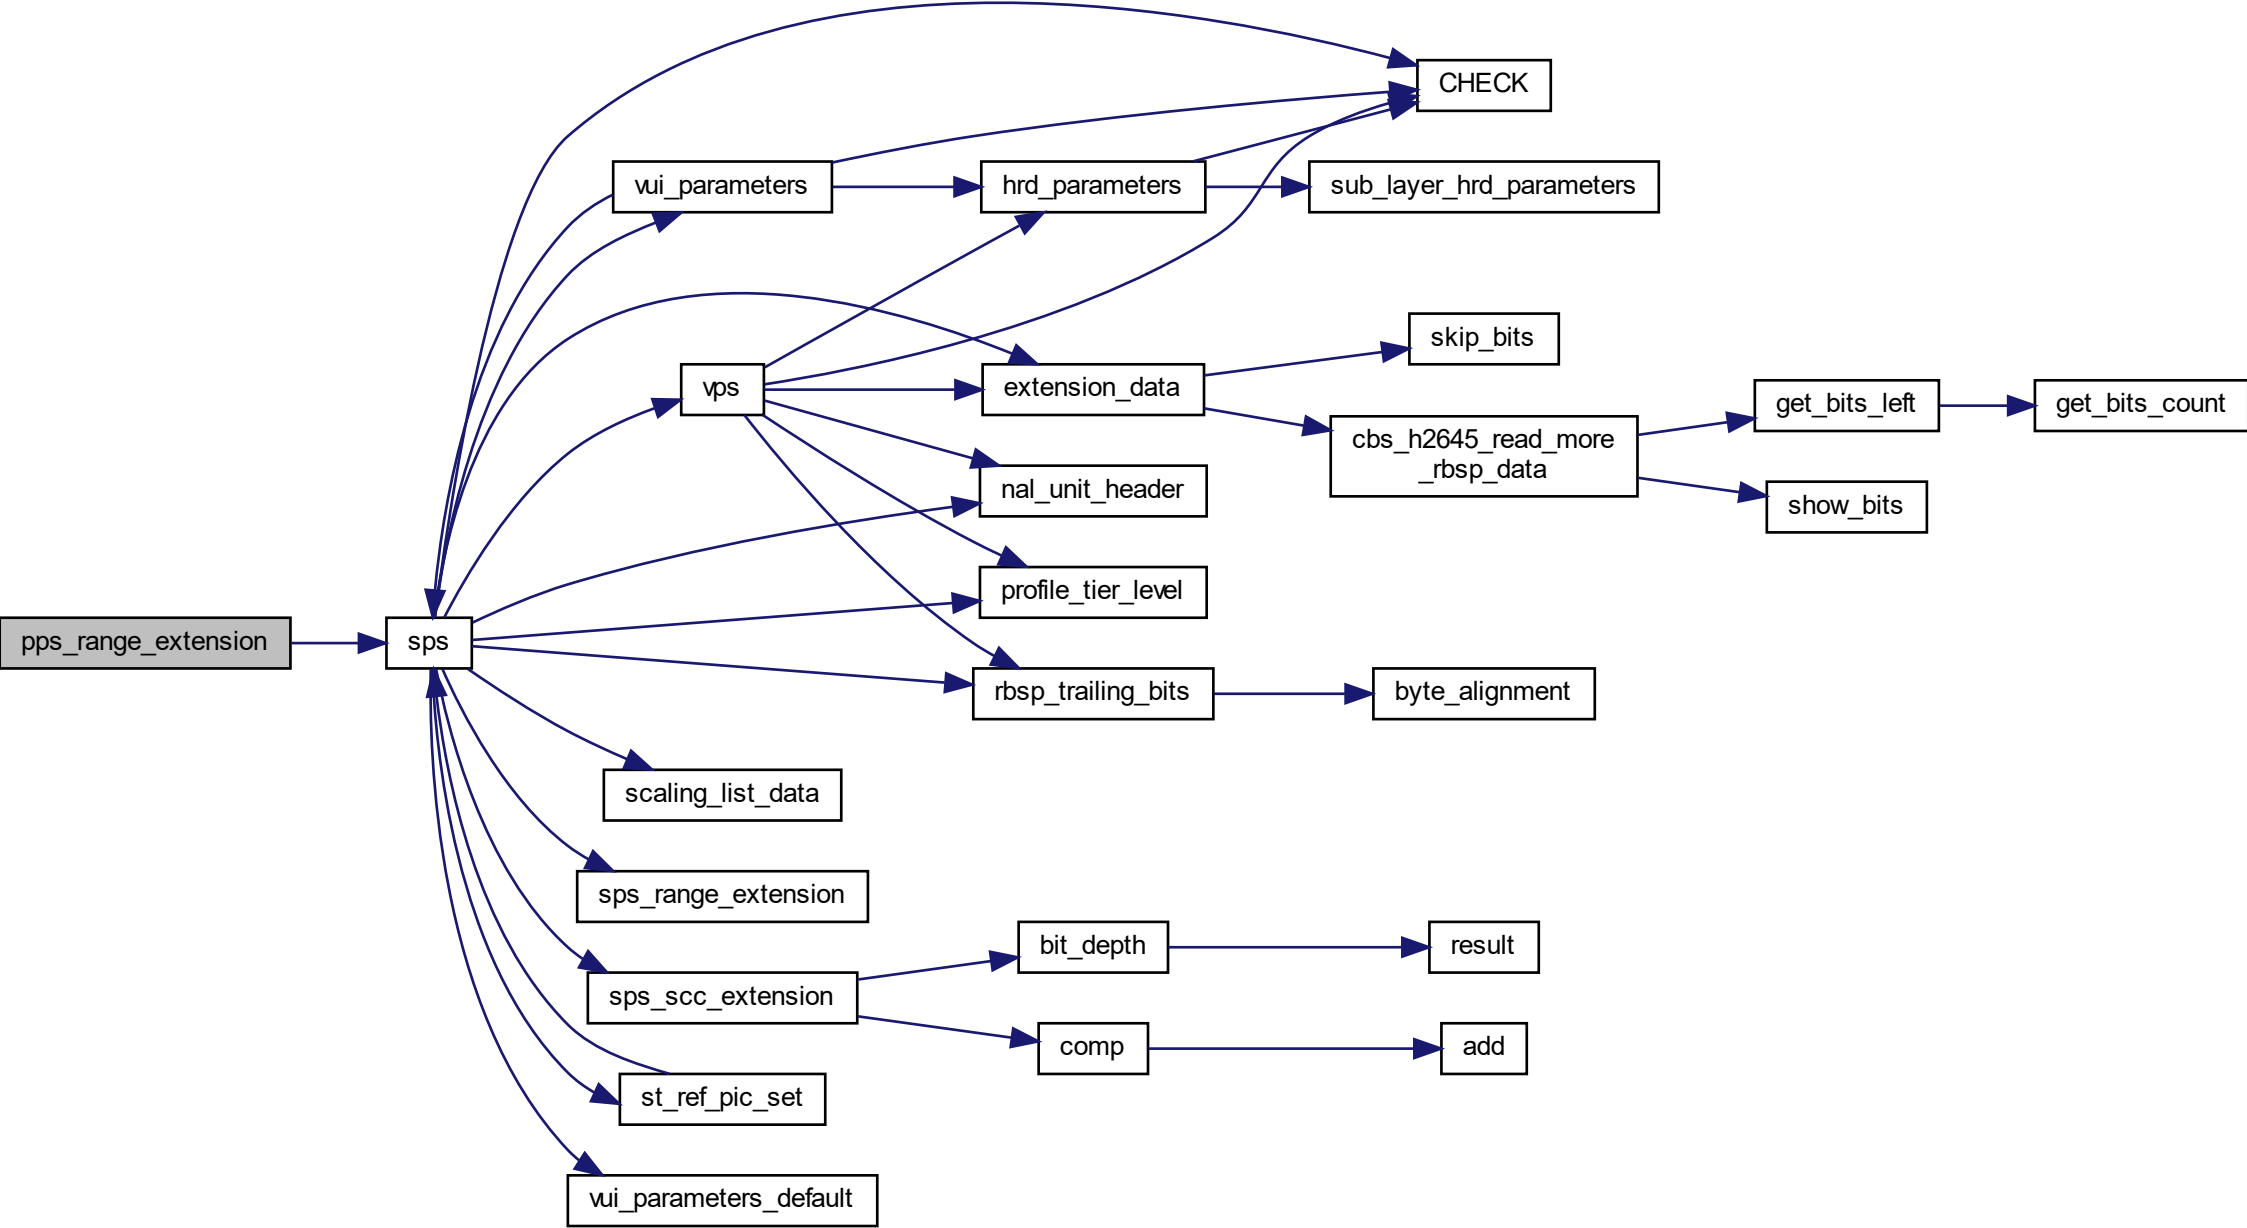 CHECK
vui_parameters
hrd_parameters
sub_layer_hrd_parameters
skip_bits
vps
extension_data
get_bits_left
get_bits_count
cbs_h2645_read_more
_rbsp_data
nal_unit_header
show_bits
profile_tier_level
pps_range_extension
sps
rbsp_trailing_bits
byte_alignment
scaling_list_data
sps_range_extension
bit_depth
result
sps_scc_extension
comp
add
st_ref_pic_set
vui_parameters_default